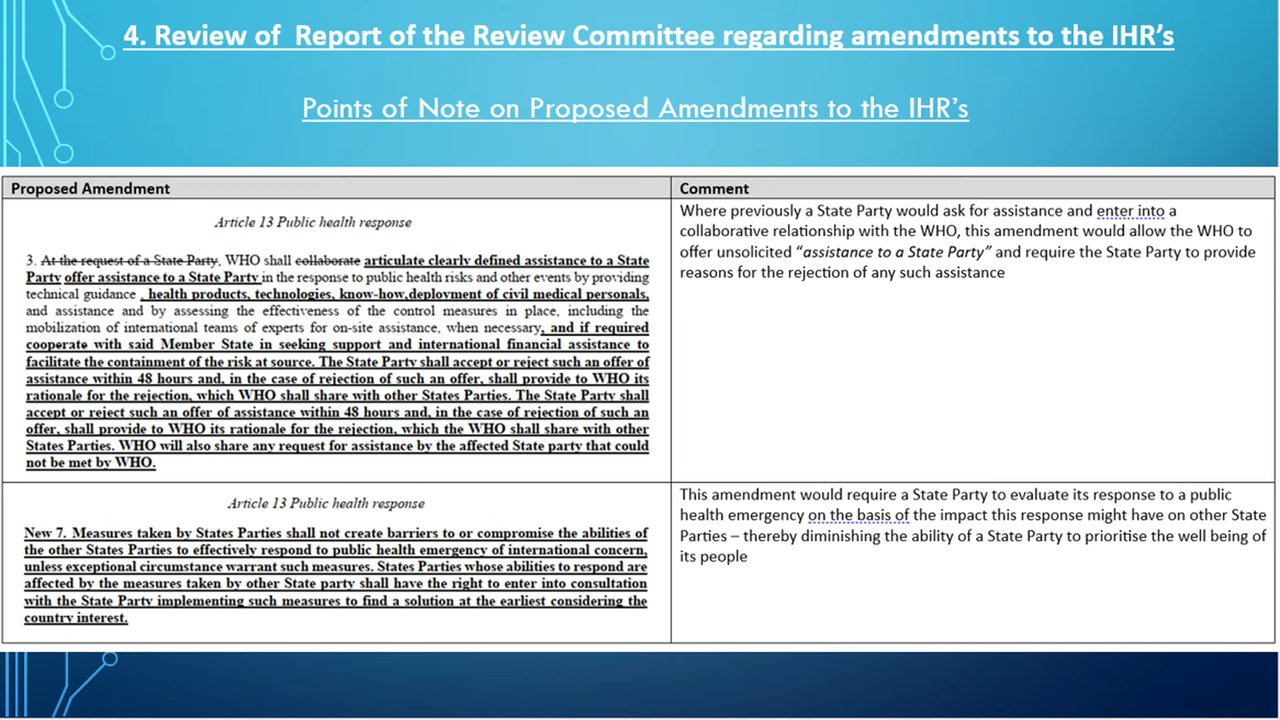 4. Review of Report of the Review Committee regarding amendments to the IHR's
Points of Note on Proposed Amendments to the IHR's
Proposed Amendment
Comment
Article 13 Public health response
3. At the request of a State Party, WHO shall collaborate articulate clearly defined assistance to a State
Party offer assistance to a State Party in the response to public health risks and other events by providing
technical guidance , health products, technologies, know-how,deployment of civil medical personals,
and assistance and by assessing the effectiveness of the control measures in place, including the
mobilization of international teams of experts for on-site assistance, when necessary, and if required
cooperate with said Member State in seeking support and international financial assistance to
facilitate the containment of the risk at source. The State Party shall accept or reject such an offer of
assistance within 48 hours and, in the case of rejection of such an offer, shall provide to WHO its
rationale for the rejection, which WHO shall share with other States Parties. The State Party shall
accept or reject such an offer of assistance within 48 hours and, in the case of rejection of such an
offer, shall provide to WHO its rationale for the rejection, which the WHO shall share with other
States Parties. WHO will also share any request for assistance by the affected State party that could
not be met by WHO.
Where previously a State Party would ask for assistance and enter into a
collaborative relationship with the WHO, this amendment would allow the WHO to
offer unsolicited “assistance to a State Party” and require the State Party to provide
reasons for the rejection of any such assistance
Article 13 Public health response
New 7. Measures taken by States Parties shall not create barriers to or compromise the abilities of
the other States Parties to effectively respond to public health emergency of international concern,
unless exceptional circumstance warrant such measures. States Parties whose abilities to respond are
affected by the measures taken by other State party shall have the right to enter into consultation
with the State Party implementing such measures to find a solution at the earliest considering the
country interest.
This amendment would require a State Party to evaluate its response to a public
health emergency on the basis of the impact this response might have on other State
Parties – thereby diminishing the ability of a State Party to prioritise the well being of
its people